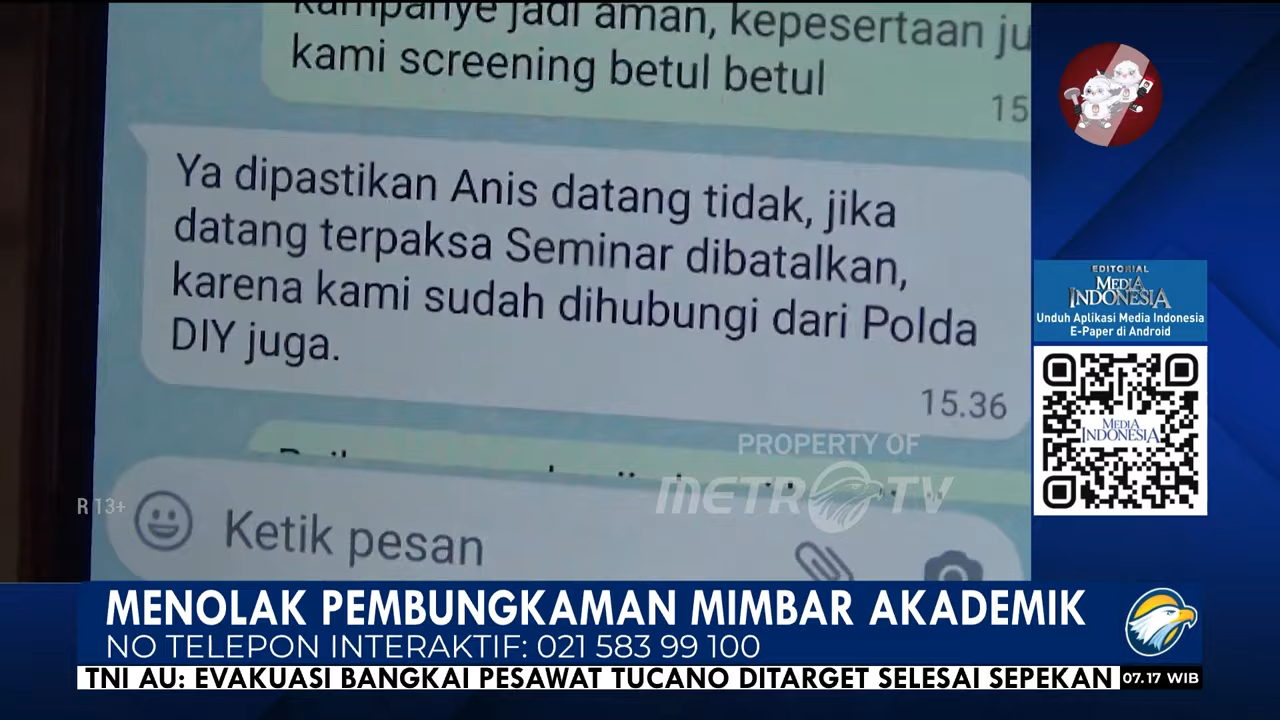 kampanye jadi aman, kepesertaan ju
kami screening betul betul
15
Ya dipastikan Anis datang tidak, jika
datang terpaksa Seminar dibatalkan,
karena kami sudah dihubungi dari Polda
DIY juga.
15.36
PROPERTY OF
METRO TV
R 13+
Ketik pesan
EDITORIAL
MEDIA
INDONESIA
Unduh Aplikasi Media Indonesia
E-Paper di Android
MEDIA
INDONESIA
MENOLAK PEMBUNGKAMAN MIMBAR AKADEMIK
NO TELEPON INTERAKTIF: 021 583 99 100
TNI AU: EVAKUASI BANGKAI PESAWAT TUCANO DITARGET SELESAI SEPEKAN
07.17 WIB